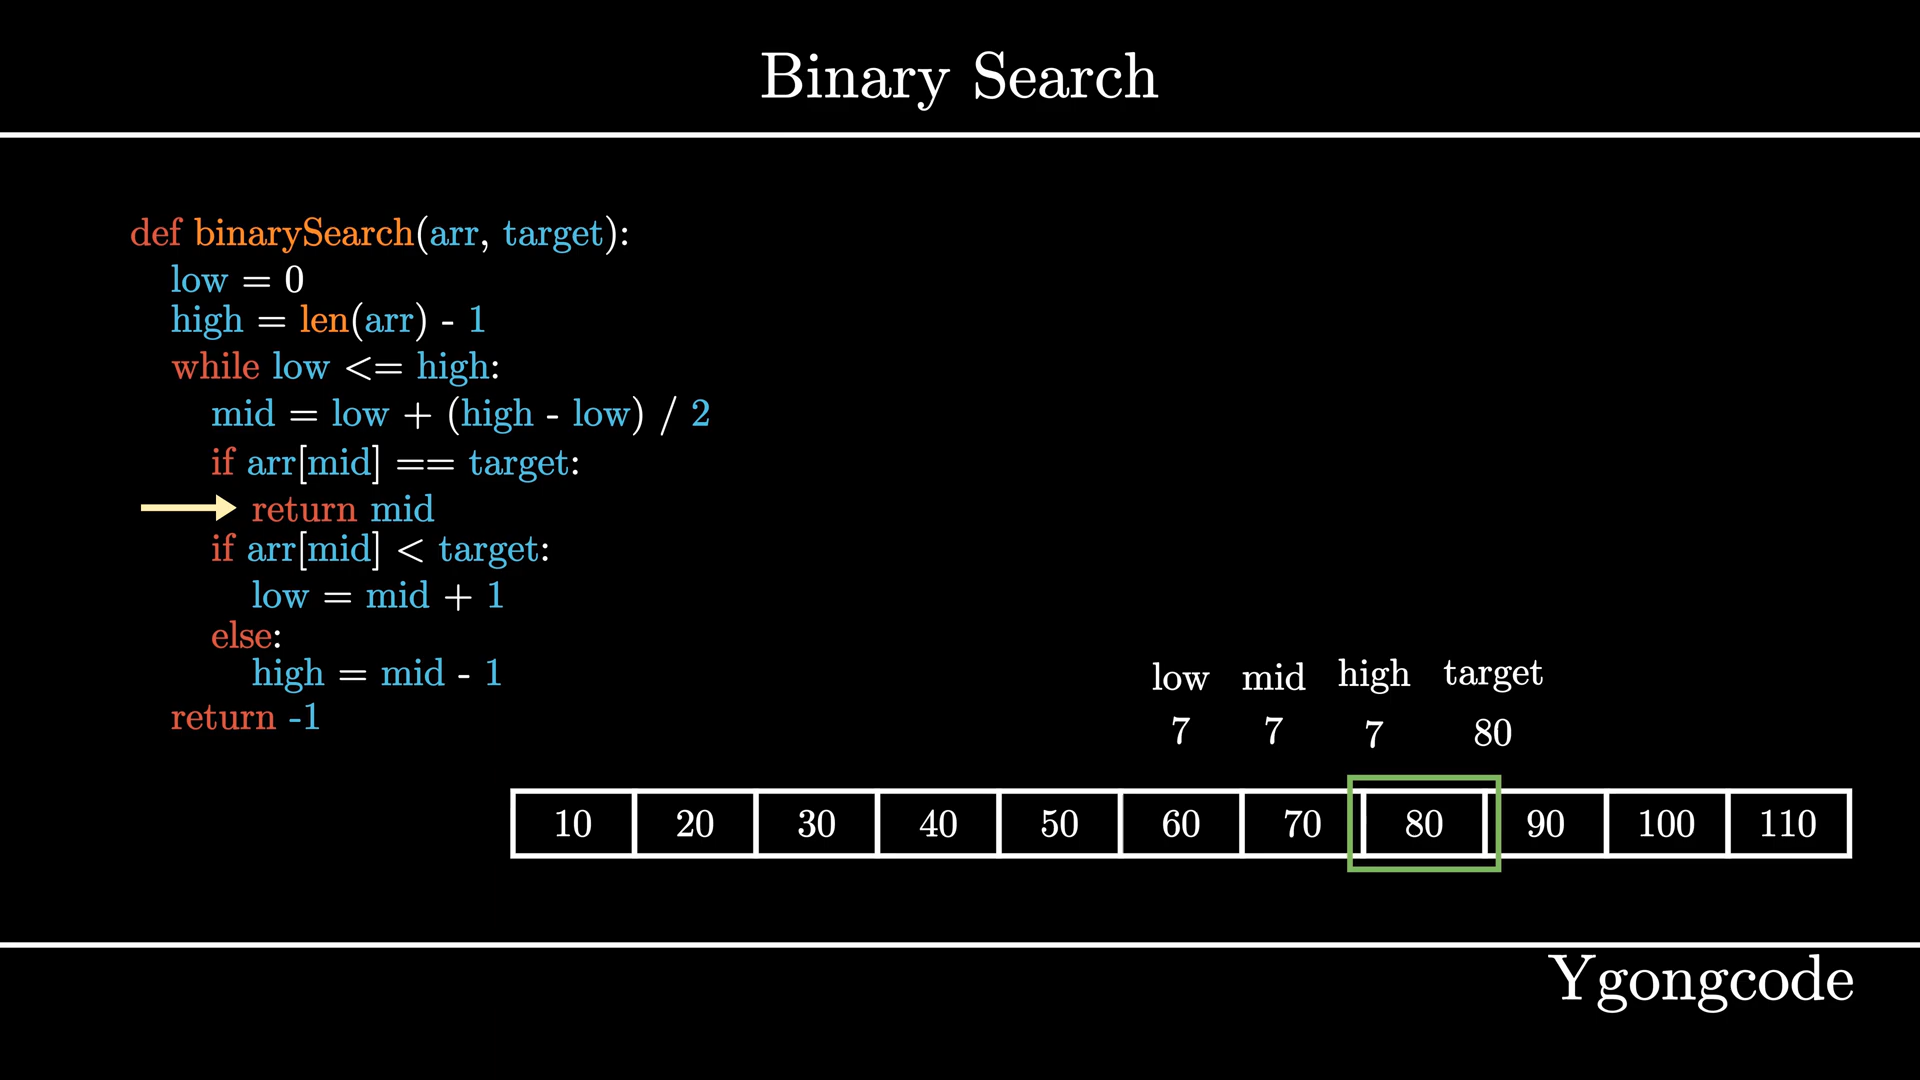 Binary Search
def binarySearch(arr, target):
low = 0
high = len(arr) - 1
while low <= high:
mid = low + (high - low) / 2
if arr[mid] == target:
return mid
if arr[mid] < target:
low = mid + 1
else:
high = mid - 1
return -1
low mid high target
7 7 7 80
10 20 30 40 50 60 70 80 90 100 110
Ygongcode